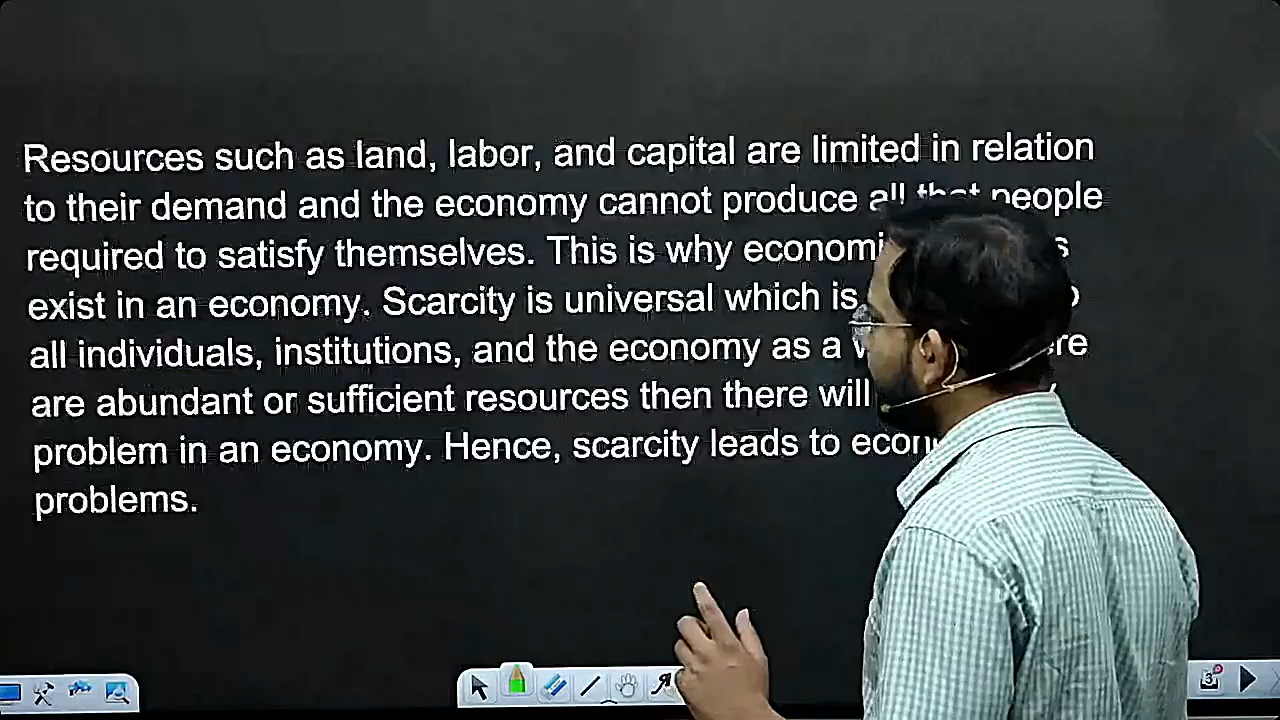 Resources such as land, labor, and capital are limited in relation
to their demand and the economy cannot produce all that people
required to satisfy themselves. This is why
exist in an economy. Scarcity is universal which is
all individuals, institutions, and the economy as a
are abundant or sufficient resources then there will
problem in an economy. Hence, scarcity leads to
problems.